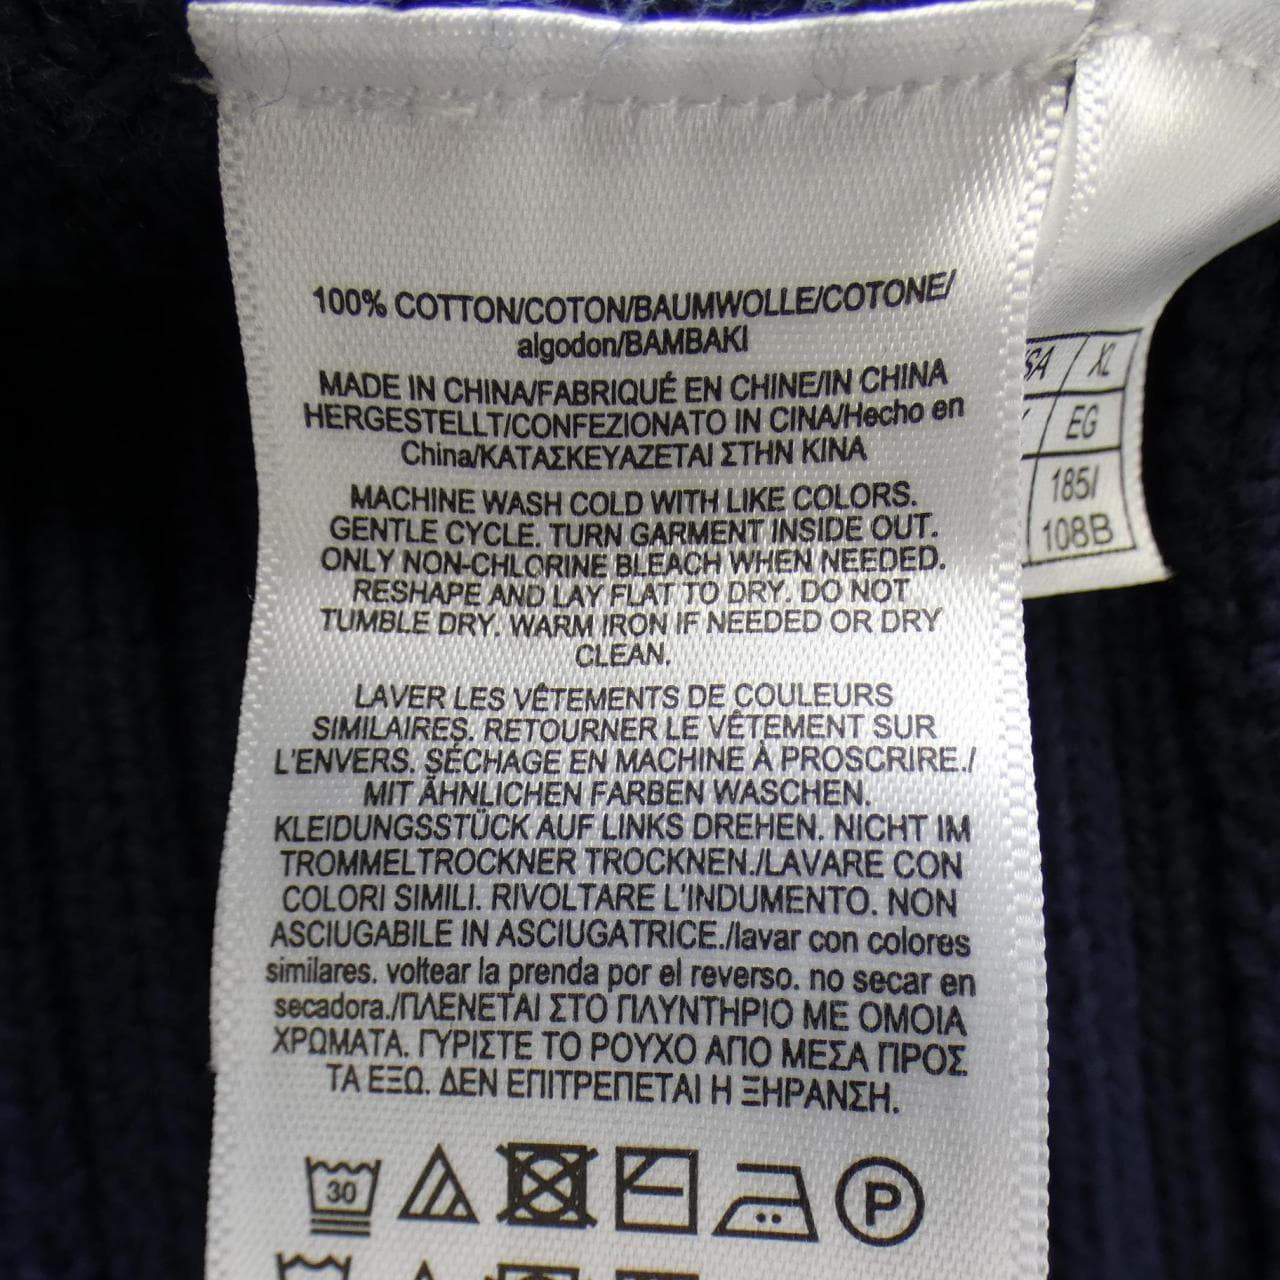 100% COTTON/COTON/BAUMWOLLE/COTONE/
algodon/BAMBAKI
MADE IN CHINA/FABRIQUÉ EN CHINE/IN CHINA
HERGESTELLT/CONFEZIONATO IN CINA/Hecho en
China/ΚΑΤΑΣΚΕΥΑΖΕΤΑΙ ΣΤΗΝ ΚΙΝΑ
MACHINE WASH COLD WITH LIKE COLORS.
GENTLE CYCLE. TURN GARMENT INSIDE OUT.
ONLY NON-CHLORINE BLEACH WHEN NEEDED.
RESHAPE AND LAY FLAT TO DRY. DO NOT
TUMBLE DRY. WARM IRON IF NEEDED OR DRY
CLEAN.
LAVER LES VÊTEMENTS DE COULEURS
SIMILAIRES. RETOURNER LE VÊTEMENT SUR
L'ENVERS. SÉCHAGE EN MACHINE À PROSCRIRE./
MIT ÄHNLICHEN FARBEN WASCHEN.
KLEIDUNGSSTÜCK AUF LINKS DREHEN. NICHT IM
TROMMELTROCKNER TROCKNEN./LAVARE CON
COLORI SIMILI. RIVOLTARE L'INDUMENTO. NON
ASCIUGABILE IN ASCIUGATRICE./lavar con colores
similares. voltear la prenda por el reverso. no secar en
secadora./ΠΛΕΝΕΤΑΙ ΣΤΟ ΠΛΥΝΤΗΡΙΟ ΜΕ ΟΜΟΙΑ
ΧΡΩΜΑΤΑ. ΓΥΡΙΣΤΕ ΤΟ ΡΟΥΧΟ ΑΠΟ ΜΕΣΑ ΠΡΟΣ
ΤΑ ΕΞΩ. ΔΕΝ ΕΠΙΤΡΕΠΕΤΑΙ Η ΞΗΡΑΝΣΗ.
30 P
XL
EG
185/
108B